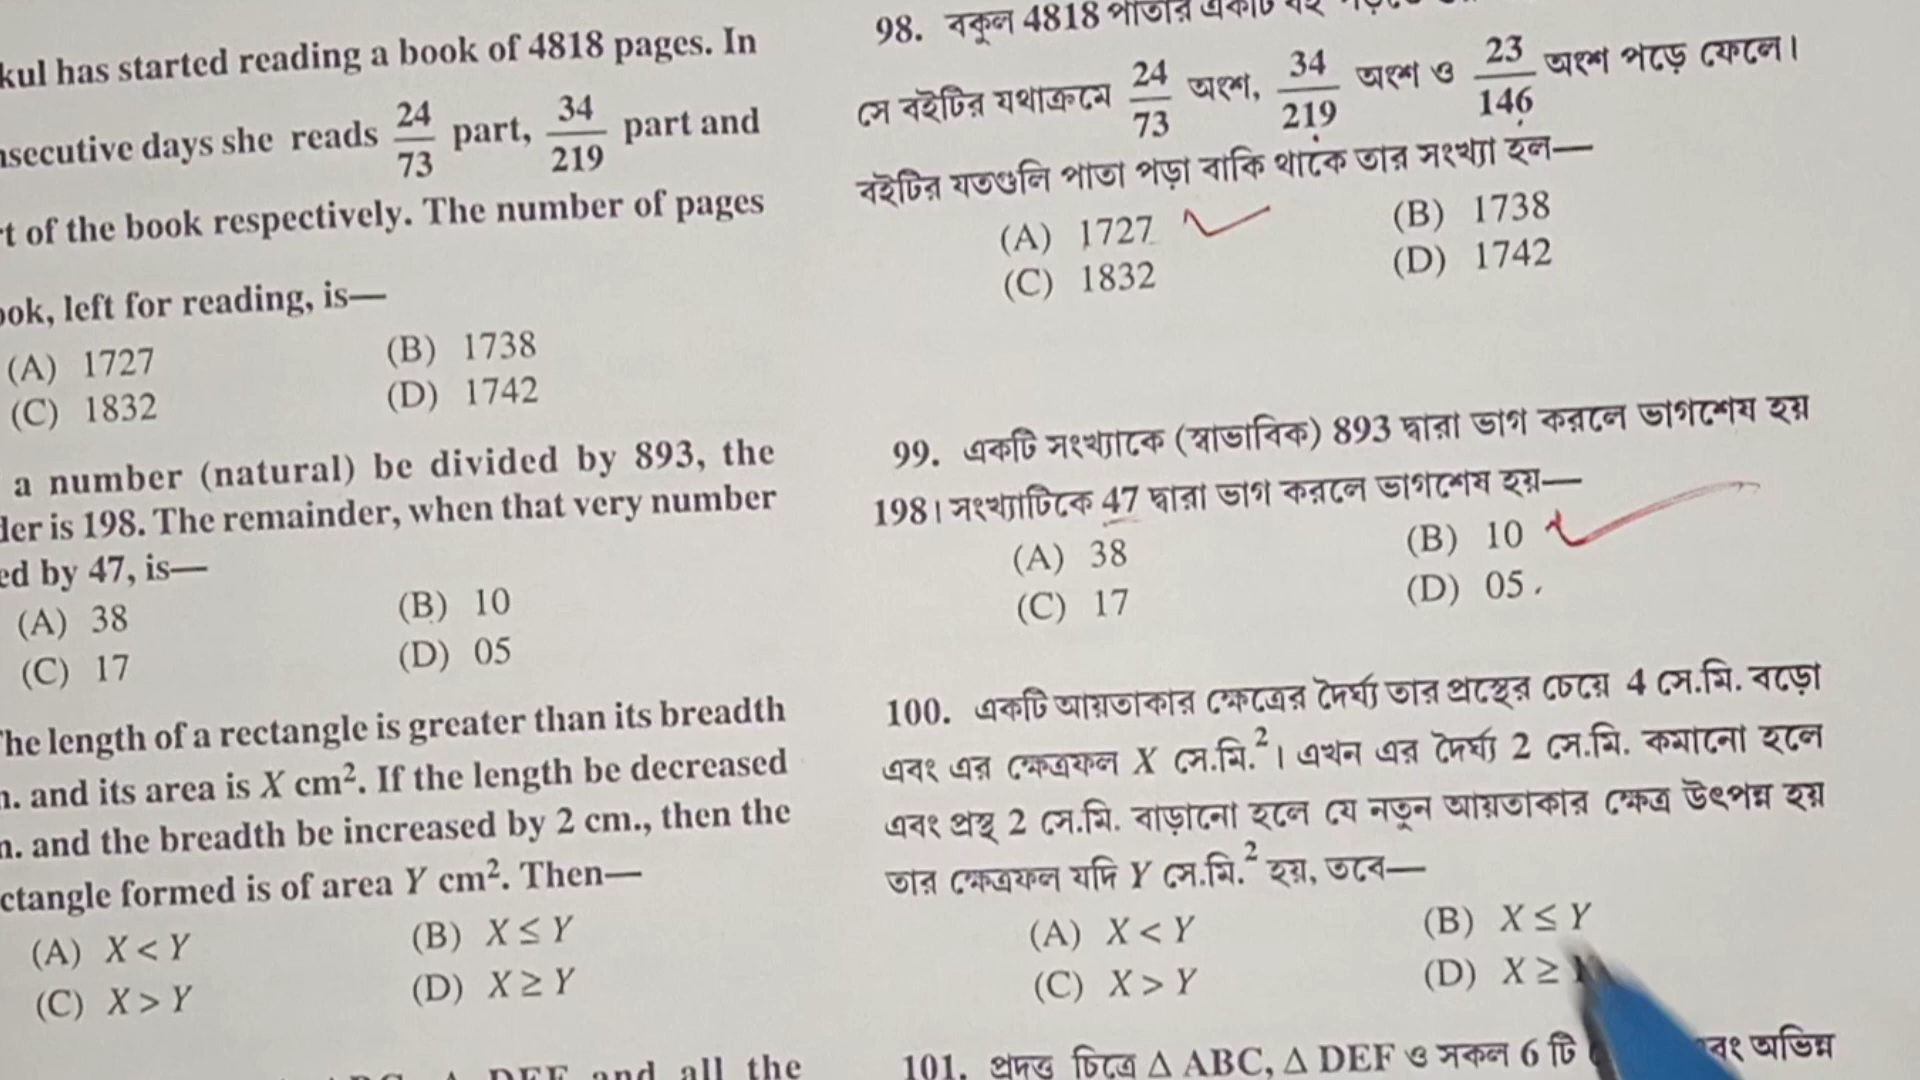 kul has started reading a book of 4818 pages. In
nsecutive days she reads 24/73 part, 34/219 part and
t of the book respectively. The number of pages
ook, left for reading, is—
(A) 1727 (B) 1738
(C) 1832 (D) 1742
a number (natural) be divided by 893, the
der is 198. The remainder, when that very number
ed by 47, is—
(A) 38 (B) 10
(C) 17 (D) 05
The length of a rectangle is greater than its breadth
n. and its area is X cm². If the length be decreased
n. and the breadth be increased by 2 cm., then the
ctangle formed is of area Y cm². Then—
(A) X < Y (B) X ≤ Y
(C) X > Y (D) X ≥ Y
DEF and all the
98. বকুল 4818 পাতার একটি বই
সে বইটির যথাক্রমে 24/73 অংশ, 34/219 অংশ ও 23/146 অংশ পড়ে ফেলে।
বইটির যতগুলি পাতা পড়া বাকি থাকে তার সংখ্যা হল—
(A) 1727 (B) 1738
(C) 1832 (D) 1742
99. একটি সংখ্যাকে (স্বাভাবিক) 893 দ্বারা ভাগ করলে ভাগশেষ হয়
198। সংখ্যাটিকে 47 দ্বারা ভাগ করলে ভাগশেষ হয়—
(A) 38 (B) 10
(C) 17 (D) 05
100. একটি আয়তাকার ক্ষেত্রের দৈর্ঘ্য তার প্রস্থের চেয়ে 4 সে.মি. বড়ো
এবং এর ক্ষেত্রফল X সে.মি.²। এখন এর দৈর্ঘ্য 2 সে.মি. কমানো হলে
এবং প্রস্থ 2 সে.মি. বাড়ানো হলে যে নতুন আয়তাকার ক্ষেত্র উৎপন্ন হয়
তার ক্ষেত্রফল যদি Y সে.মি.² হয়, তবে—
(A) X < Y (B) X ≤ Y
(C) X > Y (D) X ≥
101. প্রদত্ত চিত্রে Δ ABC, Δ DEF ও সকল 6 টি এবং অভিন্ন